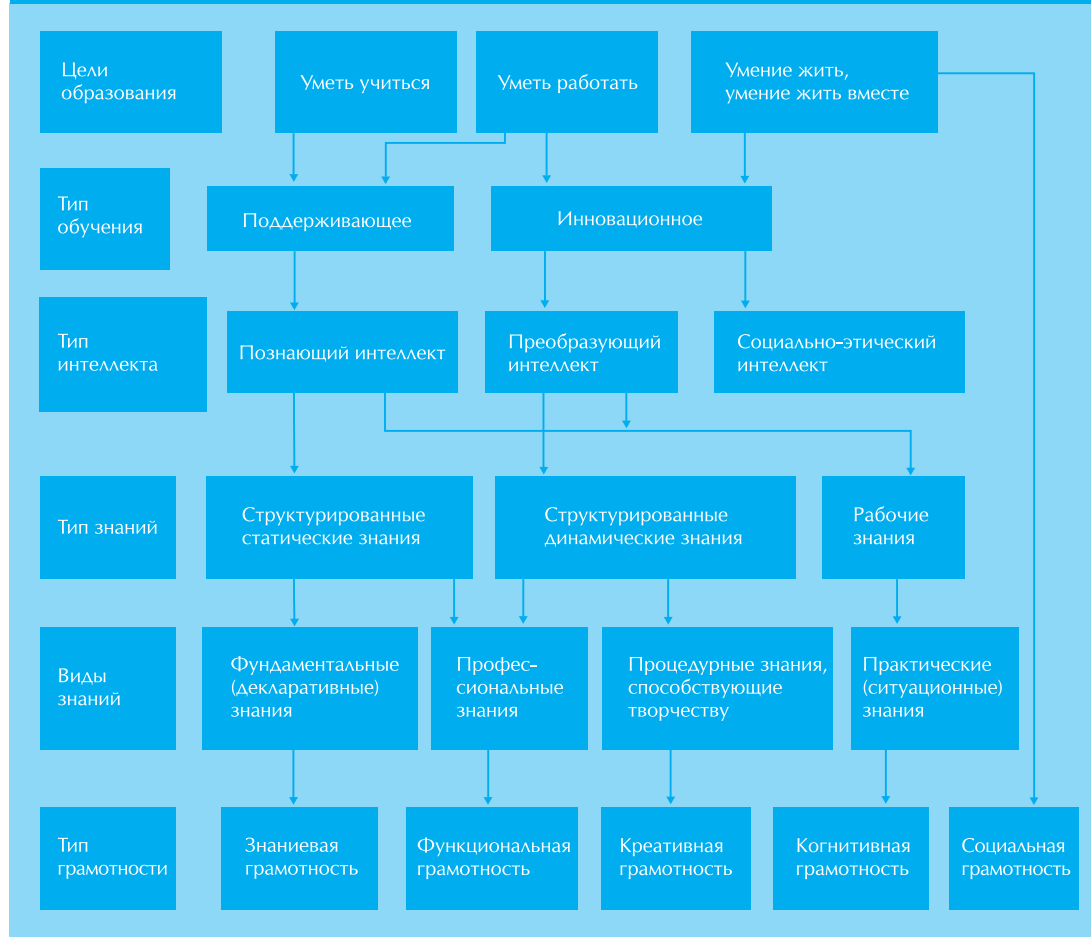 Цели
образования
Уметь учиться
Уметь работать
Умение жить,
умение жить вместе
Тип
обучения
Поддерживающее
Инновационное
Тип
интеллекта
Познающий интеллект
Преобразующий
интеллект
Социально-этический
интеллект
Тип знаний
Структурированные
статические знания
Структурированные
динамические знания
Рабочие
знания
Виды
знаний
Фундаментальные
(декларативные)
знания
Профес-
сиональные
знания
Процедурные знания,
способствующие
творчеству
Практические
(ситуационные)
знания
Тип
грамотности
Знаниевая
грамотность
Функциональная
грамотность
Креативная
грамотность
Когнитивная
грамотность
Социальная
грамотность